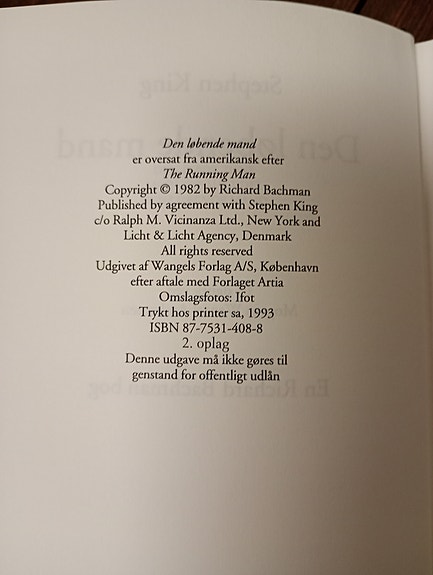 Den løbende mand
er oversat fra amerikansk efter
The Running Man
Copyright © 1982 by Richard Bachman
Published by agreement with Stephen King
c/o Ralph M. Vicinanza Ltd., New York and
Licht & Licht Agency, Denmark
All rights reserved
Udgivet af Wangels Forlag A/S, København
efter aftale med Forlaget Artia
Omslagsfotos: Ifot
Trykt hos printer sa, 1993
ISBN 87-7531-408-8
2. oplag
Denne udgave må ikke gøres til
genstand for offentligt udlån